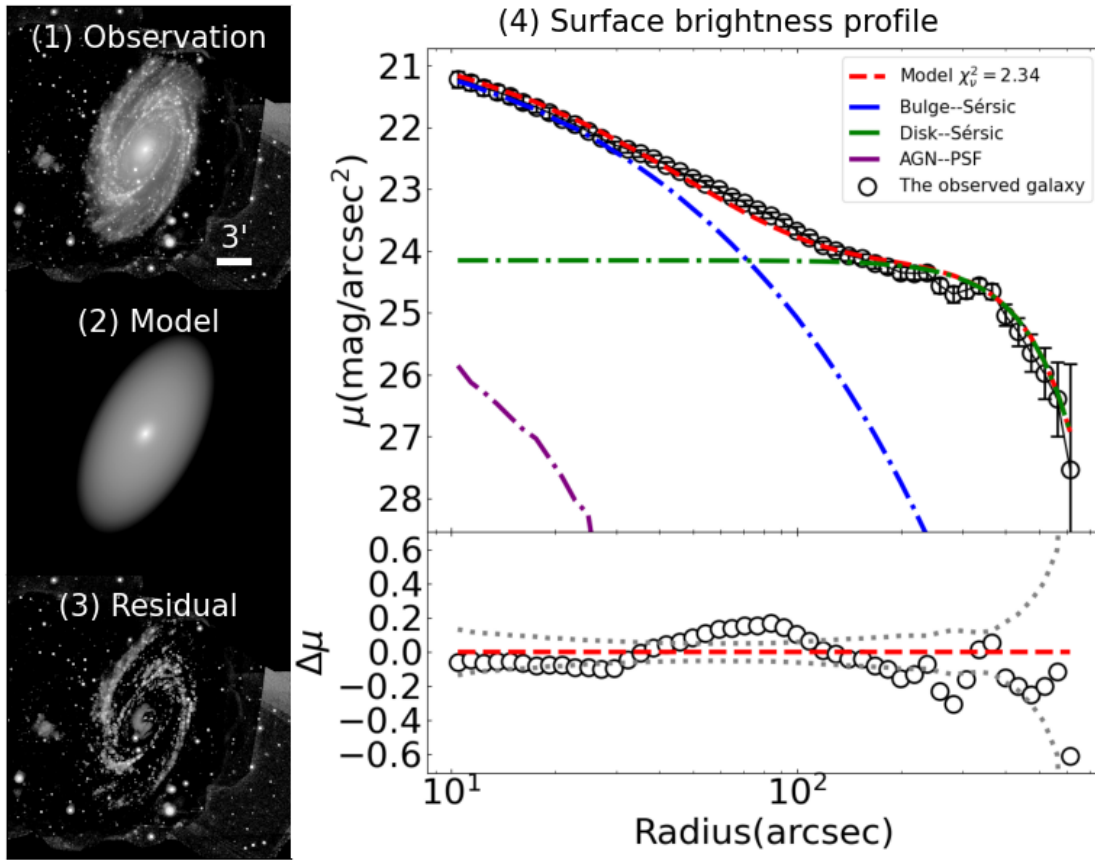 (1) Observation
3'
(2) Model
(3) Residual
(4) Surface brightness profile
Model χ²ᵥ = 2.34
Bulge--Sérsic
Disk--Sérsic
AGN--PSF
The observed galaxy
μ(mag/arcsec²)
21
22
23
24
25
26
27
28
Δμ
0.6
0.4
0.2
0.0
−0.2
−0.4
−0.6
10¹
10²
Radius(arcsec)